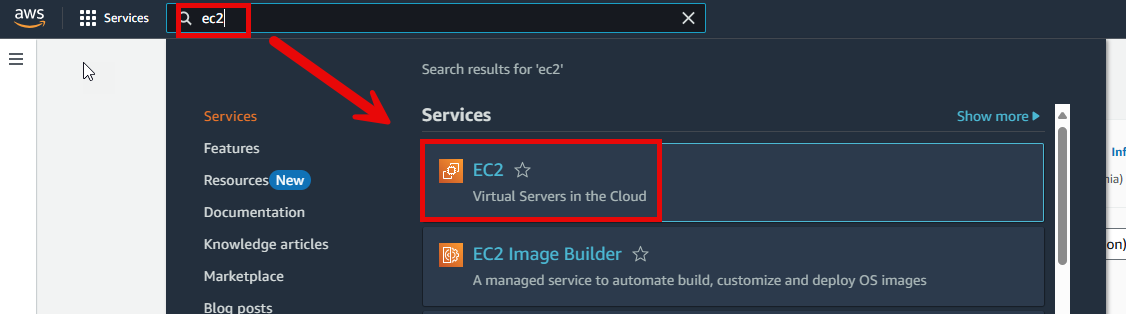 aws
Services
ec2
Search results for 'ec2'
Services
Features
Resources New
Documentation
Knowledge articles
Marketplace
Blog posts
Services
Show more
EC2
Virtual Servers in the Cloud
EC2 Image Builder
A managed service to automate build, customize and deploy OS images
Inf
nia)
on)